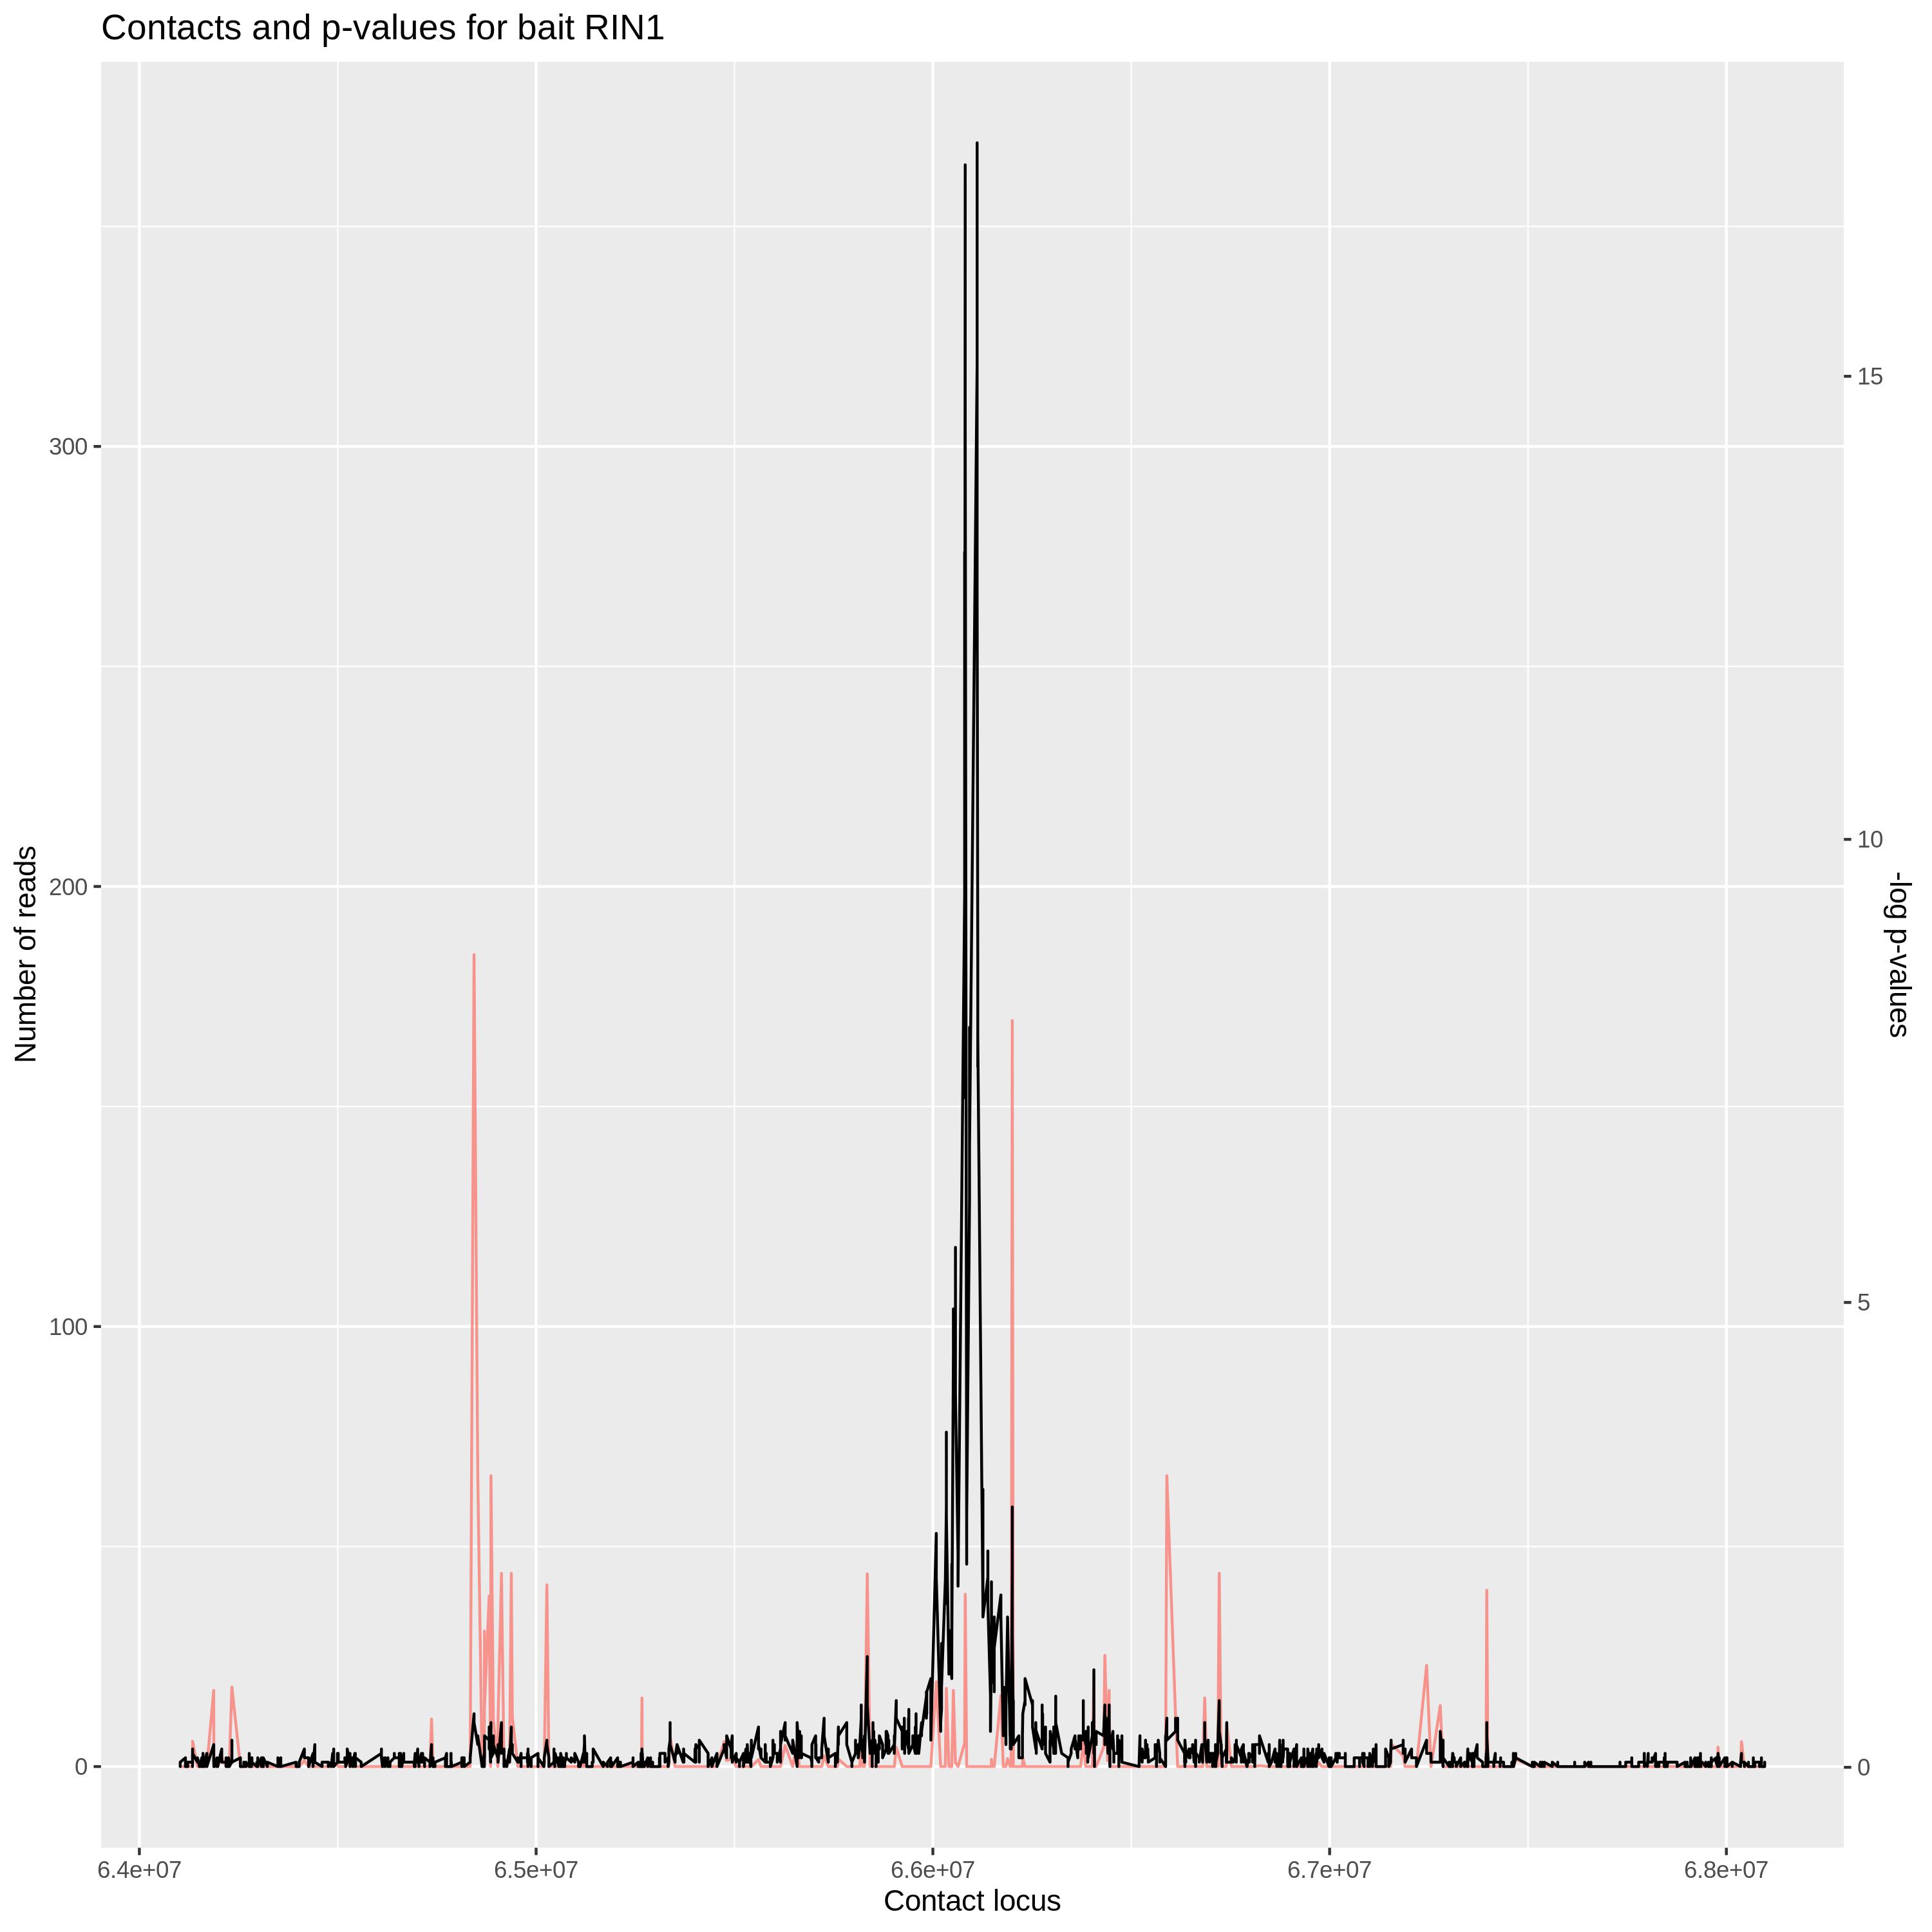 Contacts and p-values for bait RIN1
300
200
100
0
Number of reads
15
10
5
0
-log p-values
6.4e+07
6.5e+07
6.6e+07
6.7e+07
6.8e+07
Contact locus